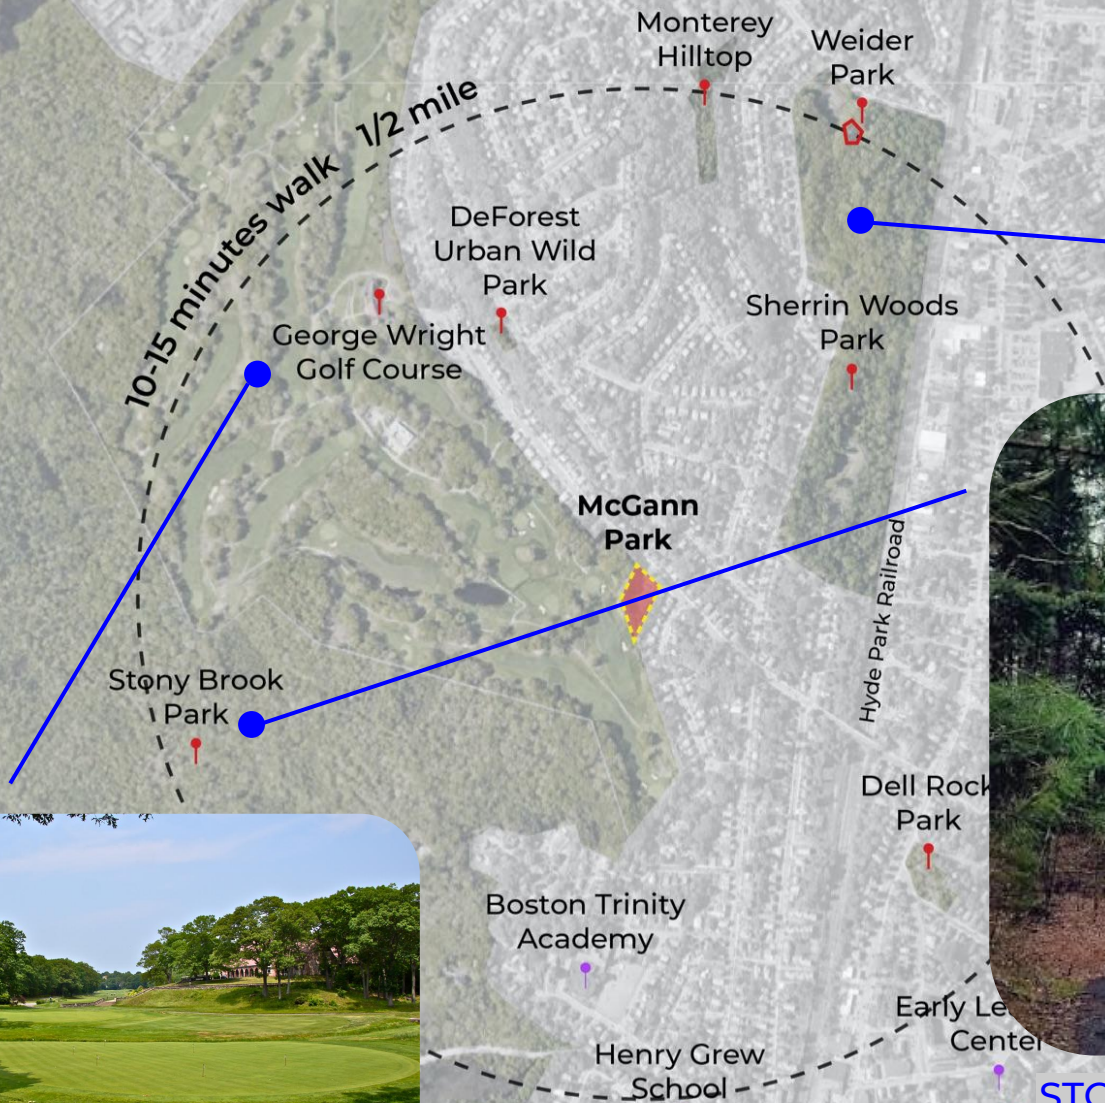 Monterey
Hilltop
Weider
Park
1/2 mile
10-15 minutes walk
DeForest
Urban Wild
Park
George Wright
Golf Course
Sherrin Woods
Park
McGann
Park
Hyde Park Railroad
Stony Brook
Park
Dell Rock
Park
Boston Trinity
Academy
Early
Center
Henry Grew
School